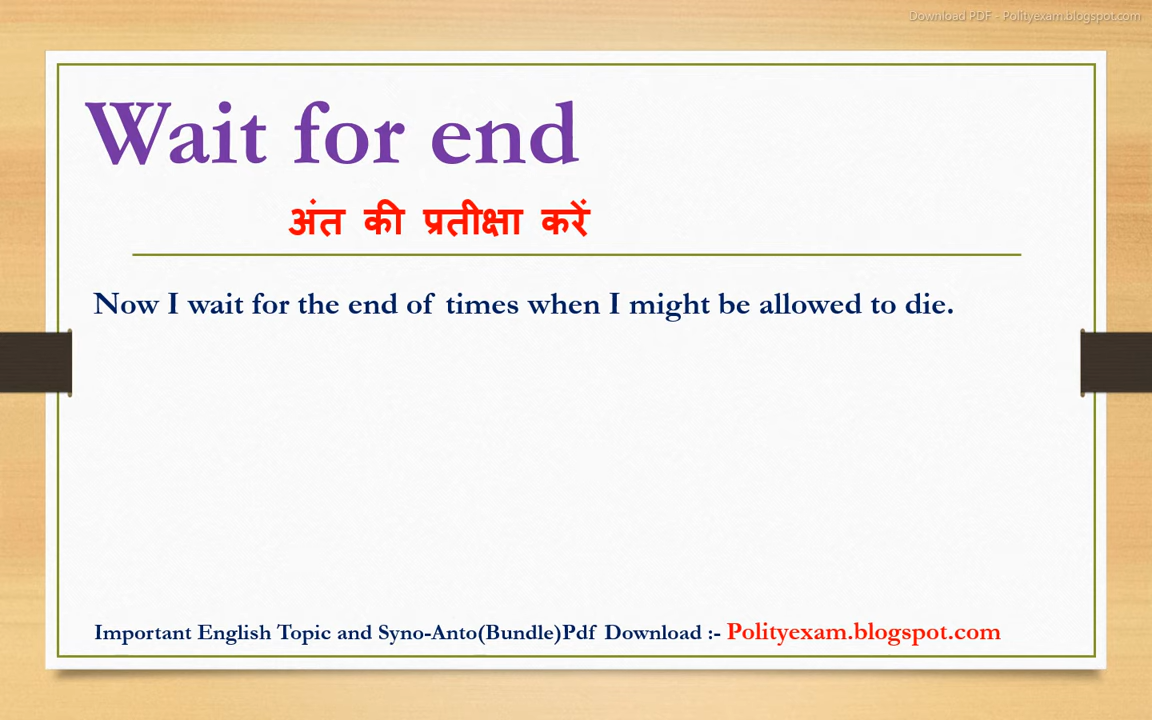 Download PDF - Polityexam.blogspot.com
Wait for end
अंत की प्रतीक्षा करें
Now I wait for the end of times when I might be allowed to die.
Important English Topic and Syno-Anto(Bundle)Pdf Download :- Polityexam.blogspot.com